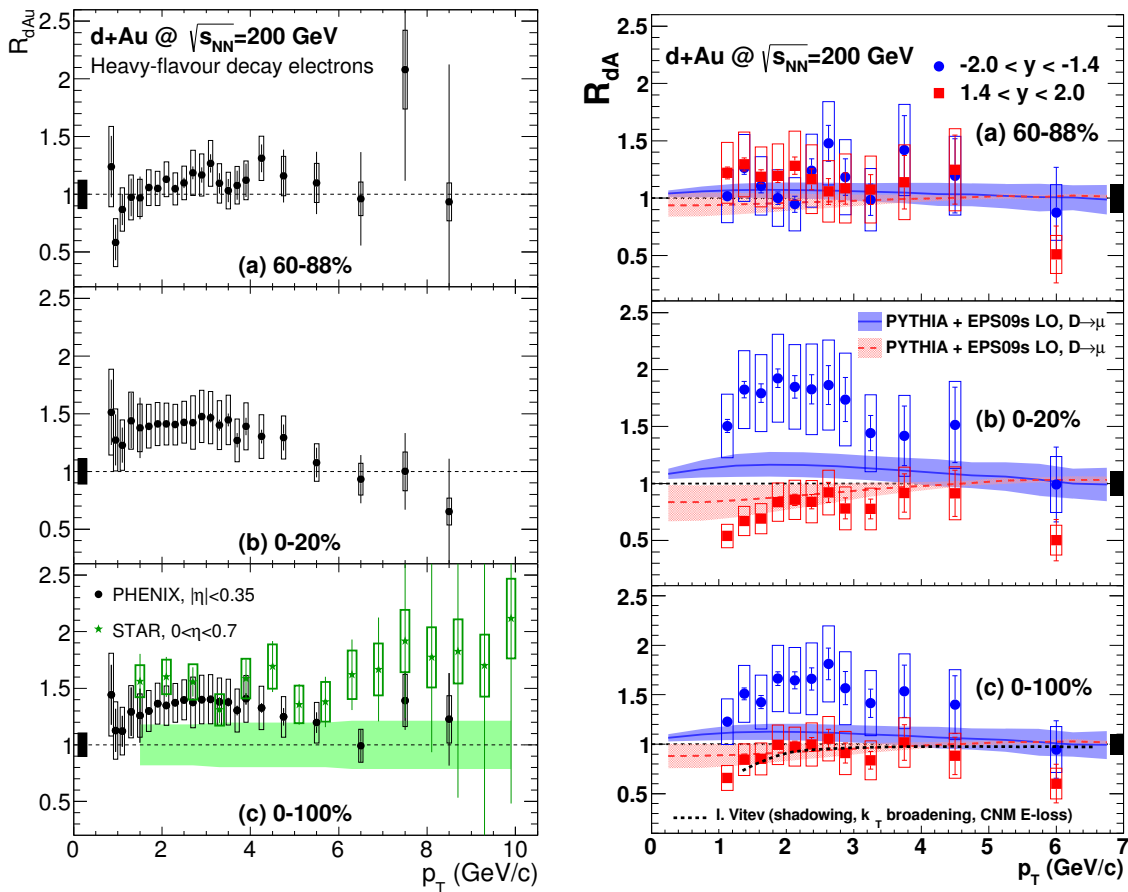 R_dAu
d+Au @ √s_NN=200 GeV
Heavy-flavour decay electrons
2.5
2
1.5
1
0.5
(a) 60-88%
2.5
2
1.5
1
0.5
(b) 0-20%
2.5
2
1.5
1
0.5
PHENIX, |η|<0.35
STAR, 0<η<0.7
(c) 0-100%
0 2 4 6 8 10
p_T (GeV/c)
R_dA
d+Au @ √s_NN=200 GeV
-2.0 < y < -1.4
1.4 < y < 2.0
(a) 60-88%
2.5
2
1.5
1
0.5
PYTHIA + EPS09s LO, D→μ
PYTHIA + EPS09s LO, D→μ
(b) 0-20%
2.5
2
1.5
1
0.5
(c) 0-100%
2.5
2
1.5
1
0.5
I. Vitev (shadowing, k_T broadening, CNM E-loss)
0 1 2 3 4 5 6 7
p_T (GeV/c)